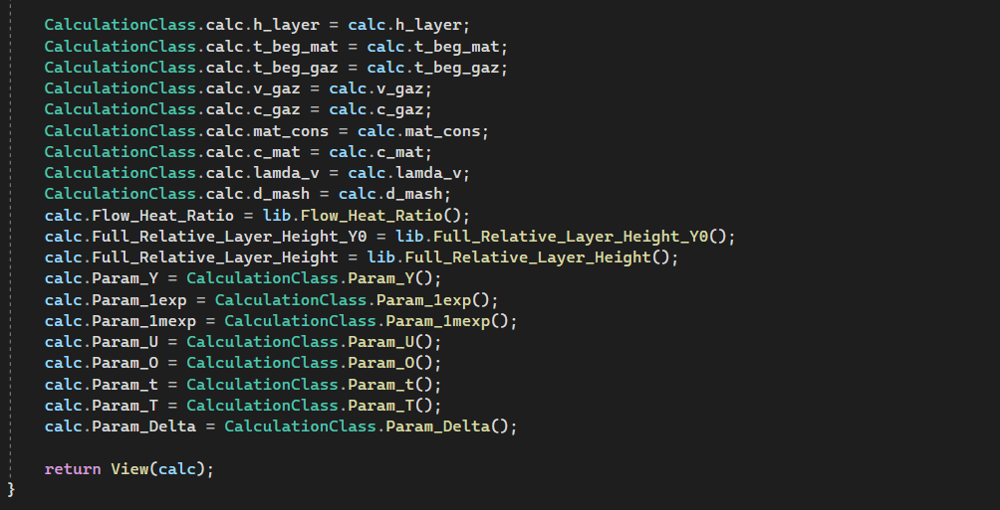 CalculationClass.calc.h_layer = calc.h_layer;
CalculationClass.calc.t_beg_mat = calc.t_beg_mat;
CalculationClass.calc.t_beg_gaz = calc.t_beg_gaz;
CalculationClass.calc.v_gaz = calc.v_gaz;
CalculationClass.calc.c_gaz = calc.c_gaz;
CalculationClass.calc.mat_cons = calc.mat_cons;
CalculationClass.calc.c_mat = calc.c_mat;
CalculationClass.calc.lamda_v = calc.lamda_v;
CalculationClass.calc.d_mash = calc.d_mash;
calc.Flow_Heat_Ratio = lib.Flow_Heat_Ratio();
calc.Full_Relative_Layer_Height_Y0 = lib.Full_Relative_Layer_Height_Y0();
calc.Full_Relative_Layer_Height = lib.Full_Relative_Layer_Height();
calc.Param_Y = CalculationClass.Param_Y();
calc.Param_1exp = CalculationClass.Param_1exp();
calc.Param_1mexp = CalculationClass.Param_1mexp();
calc.Param_U = CalculationClass.Param_U();
calc.Param_O = CalculationClass.Param_O();
calc.Param_t = CalculationClass.Param_t();
calc.Param_T = CalculationClass.Param_T();
calc.Param_Delta = CalculationClass.Param_Delta();
return View(calc);
}